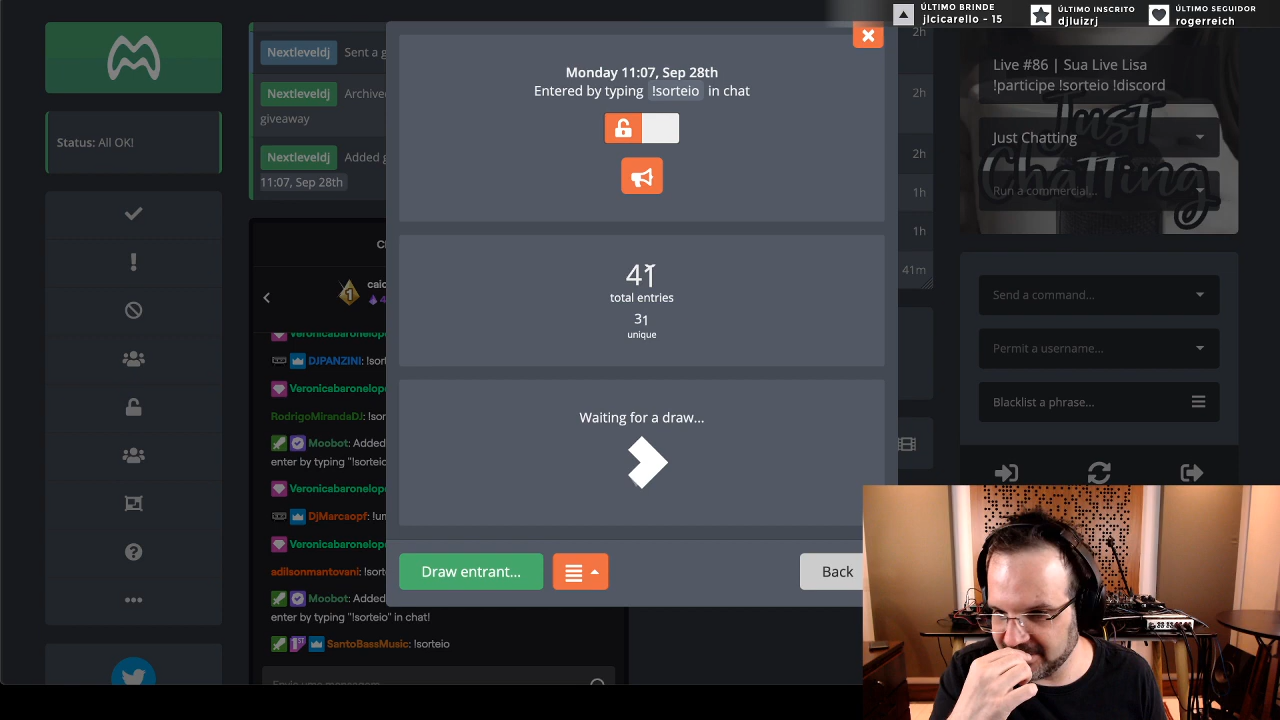 ÚLTIMO BRINDE
jlcicarello - 15
ÚLTIMO INSCRITO
djluizrj
ÚLTIMO SEGUIDOR
rogerreich
Status: All OK!
Nextleveldj Sent a g
Nextleveldj Archive
giveaway
Nextleveldj Added g
11:07, Sep 28th
2h
2h
2h
1h
1h
41m
Monday 11:07, Sep 28th
Entered by typing !sorteio in chat
total entries
31
unique
Waiting for a draw...
Draw entrant...
Back
1
caic
Veronicabaronelope
DJPANZINI: !sort
Veronicabaronelope
RodrigoMirandaDJ: !sor
Moobot: Added
enter by typing "!sorteio
Veronicabaronelope
DjMarcaopf: !un
Veronicabaronelope
adilsonmantovani: !sorte
Moobot: Added
enter by typing "!sorteio" in chat!
1ST SantoBassMusic: !sorteio
Live #86 | Sua Live Lisa
!participe !sorteio !discord
Just Chatting
Just
Chatting
Run a commercial...
Send a command...
Permit a username...
Blacklist a phrase...